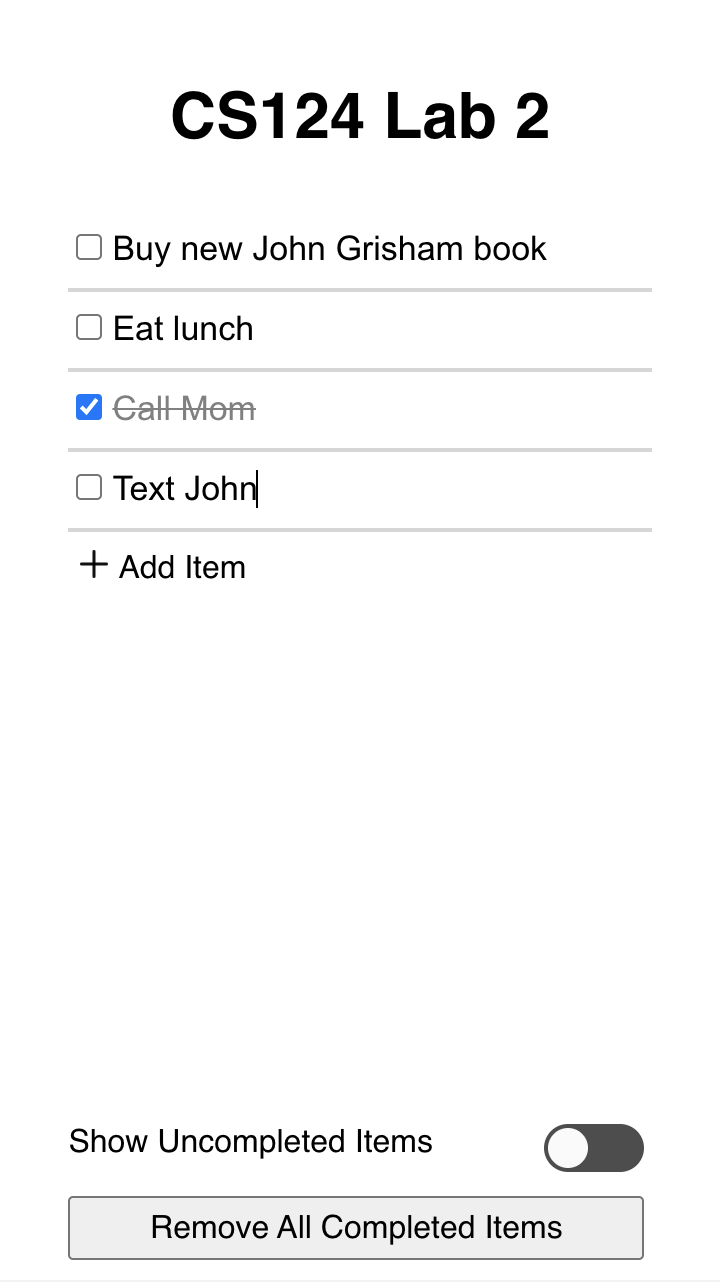 CS124 Lab 2
Buy new John Grisham book
Eat lunch
Call Mom
Text John
Add Item
Show Uncompleted Items
Remove All Completed Items